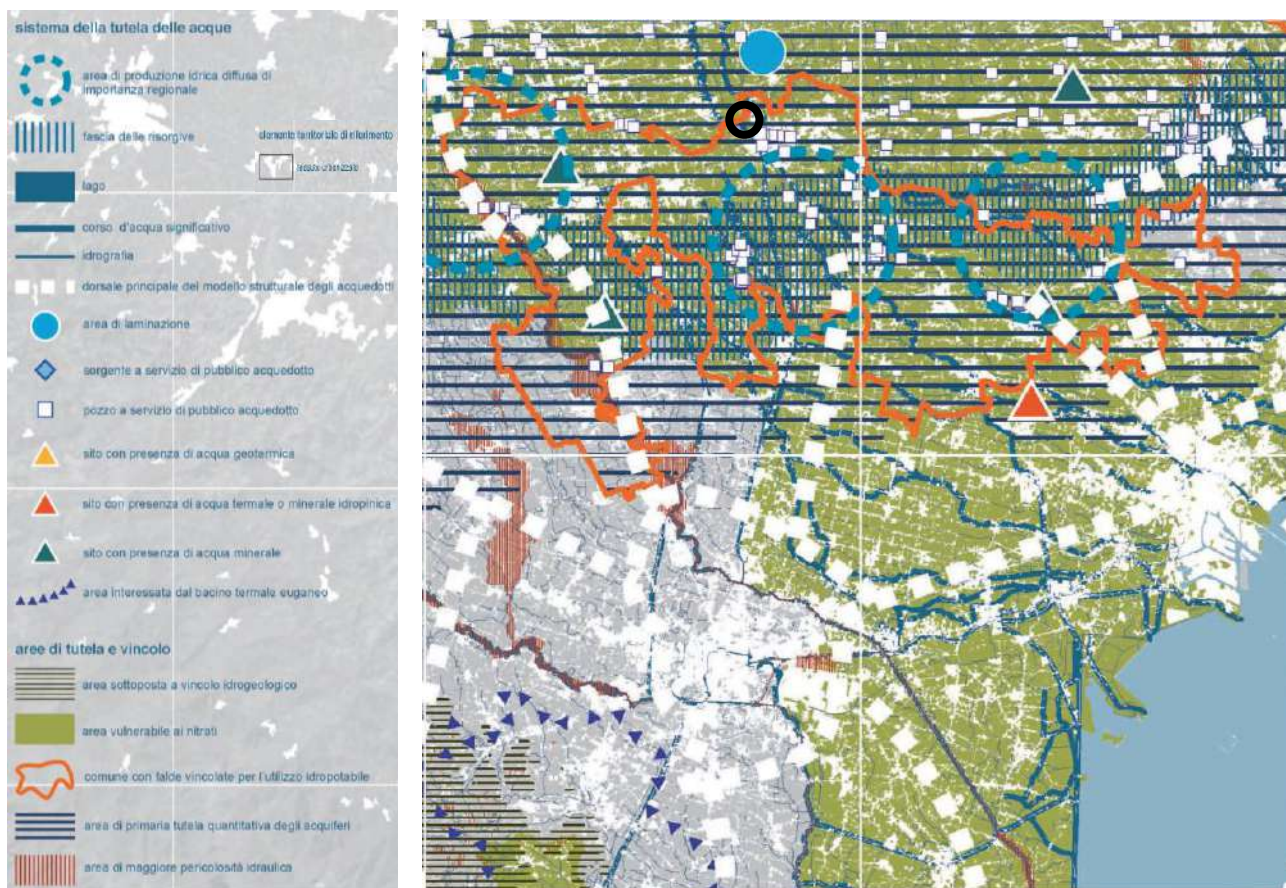 sistema della tutela delle acque
area di produzione idrica diffusa di
importanza regionale
fascia delle risorgive
elemento territoriale di riferimento
lago
corso d'acqua significativo
idrografia
dorsale principale del modello strutturale degli acquedotti
area di laminazione
sorgente a servizio di pubblico acquedotto
pozzo a servizio di pubblico acquedotto
sito con presenza di acqua geotermica
sito con presenza di acqua termale o minerale idropinica
sito con presenza di acqua minerale
area interessata dal bacino termale euganeo
aree di tutela e vincolo
area sottoposta a vincolo idrogeologico
area vulnerabile ai nitrati
comune con falde vincolate per l'utilizzo idropotabile
area di primaria tutela quantitativa degli acquiferi
area di maggiore pericolosità idraulica